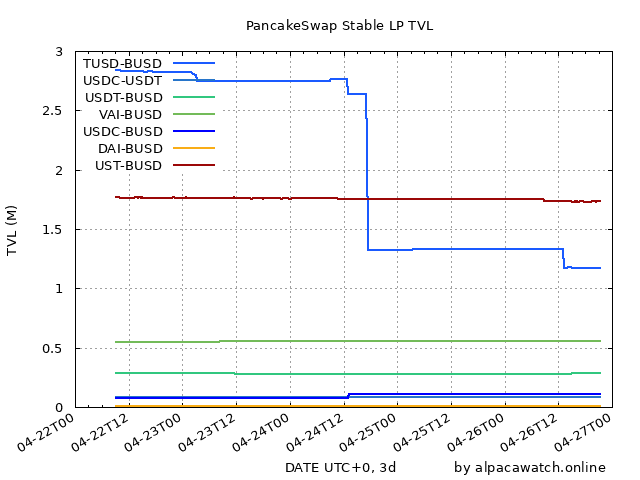 PancakeSwap Stable LP TVL
TUSD-BUSD
USDC-USDT
USDT-BUSD
VAI-BUSD
USDC-BUSD
DAI-BUSD
UST-BUSD
3
2.5
2
1.5
1
0.5
0
TVL (M)
04-22T00
04-22T12
04-23T00
04-23T12
04-24T00
04-24T12
04-25T00
04-25T12
04-26T00
04-26T12
04-27T00
DATE UTC+0, 3d
by alpacawatch.online